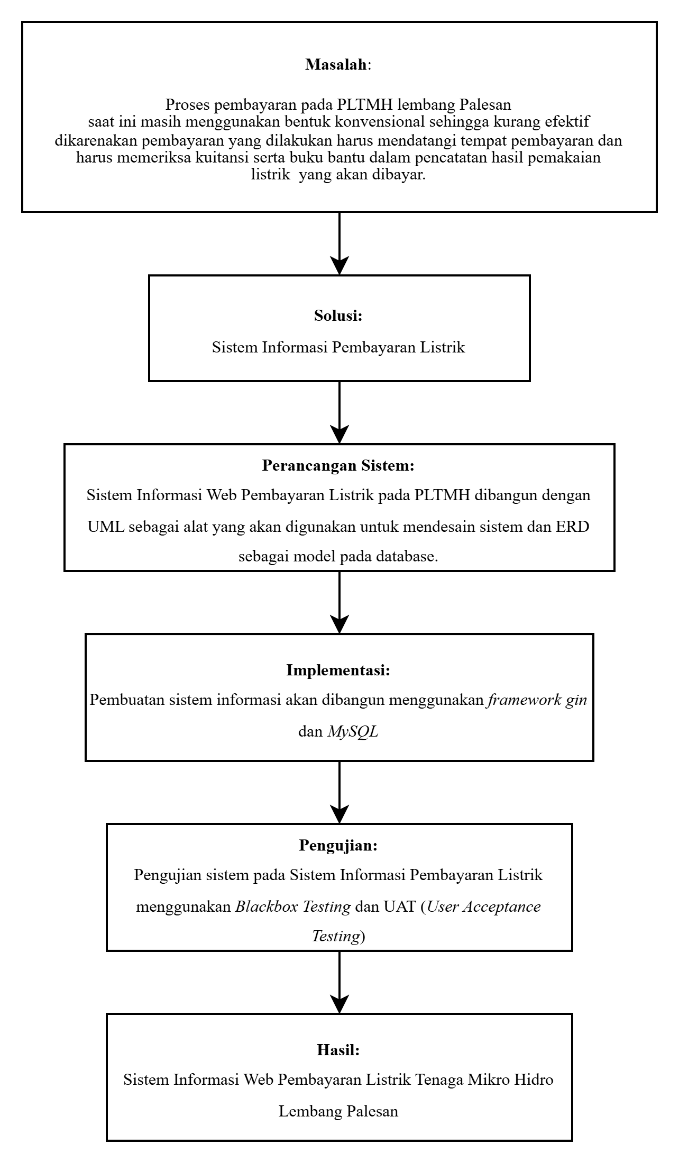 Masalah:
Proses pembayaran pada PLTMH lembang Palesan
saat ini masih menggunakan bentuk konvensional sehingga kurang efektif
dikarenakan pembayaran yang dilakukan harus mendatangi tempat pembayaran dan
harus memeriksa kuitansi serta buku bantu dalam pencatatan hasil pemakaian
listrik yang akan dibayar.
Solusi:
Sistem Informasi Pembayaran Listrik
Perancangan Sistem:
Sistem Informasi Web Pembayaran Listrik pada PLTMH dibangun dengan
UML sebagai alat yang akan digunakan untuk mendesain sistem dan ERD
sebagai model pada database.
Implementasi:
Pembuatan sistem informasi akan dibangun menggunakan framework gin
dan MySQL
Pengujian:
Pengujian sistem pada Sistem Informasi Pembayaran Listrik
menggunakan Blackbox Testing dan UAT (User Acceptance
Testing)
Hasil:
Sistem Informasi Web Pembayaran Listrik Tenaga Mikro Hidro
Lembang Palesan